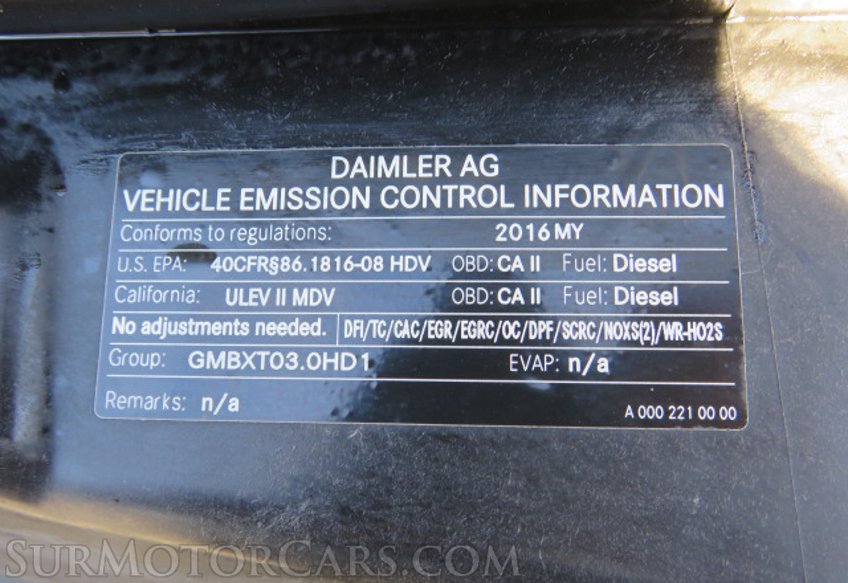 DAIMLER AG
VEHICLE EMISSION CONTROL INFORMATION
Conforms to regulations: 2016 MY
U.S. EPA: 40CFR§86.1816-08 HDV OBD: CA II Fuel: Diesel
California: ULEV II MDV OBD: CA II Fuel: Diesel
No adjustments needed. DFI/TC/CAC/EGR/EGRC/OC/DPF/SCRC/NOXS(2)/WR-HO2S
Group: GMBXT03.0HD1 EVAP: n/a
Remarks: n/a A 000 221 00 00
SurMotorCars.com